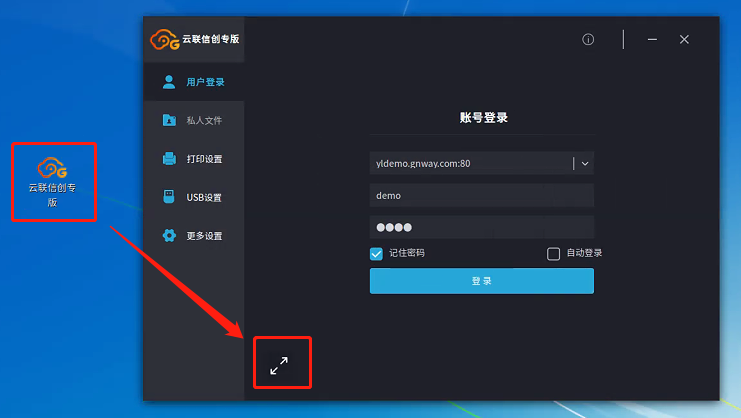 云联信创专版
用户登录
私人文件
打印设置
USB设置
更多设置
云联信创专
版
账号登录
yldemo.gnway.com:80
demo
记住密码
自动登录
登录